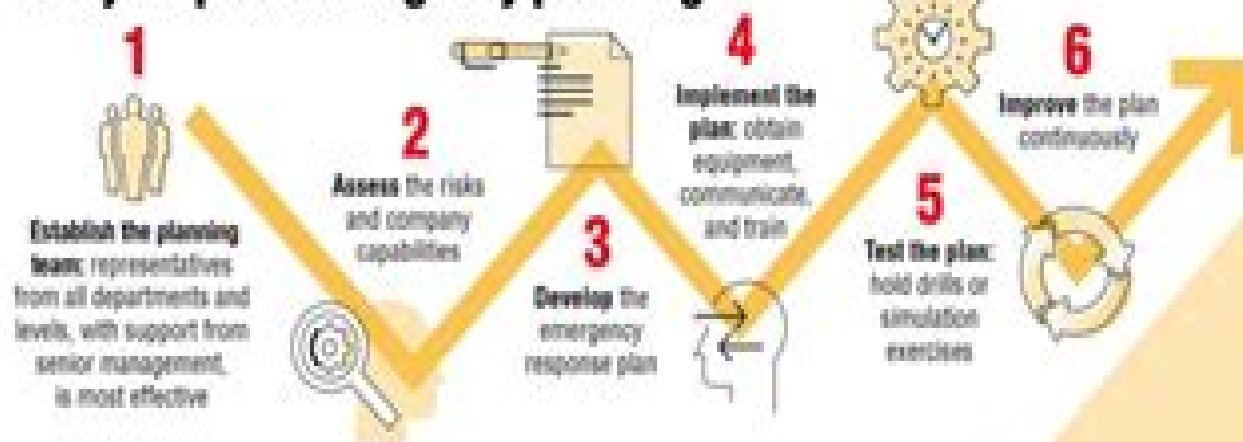 1
Establish the planning
team: representatives
from all departments and
levels, with support from
senior management,
is most effective
2
Assess the risks
and company
capabilities
3
Develop the
emergency
response plan
4
Implement the
plan: obtain
equipment,
communicate,
and train
5
Test the plan:
hold drills or
simulation
exercises
6
Improve the plan
continuously